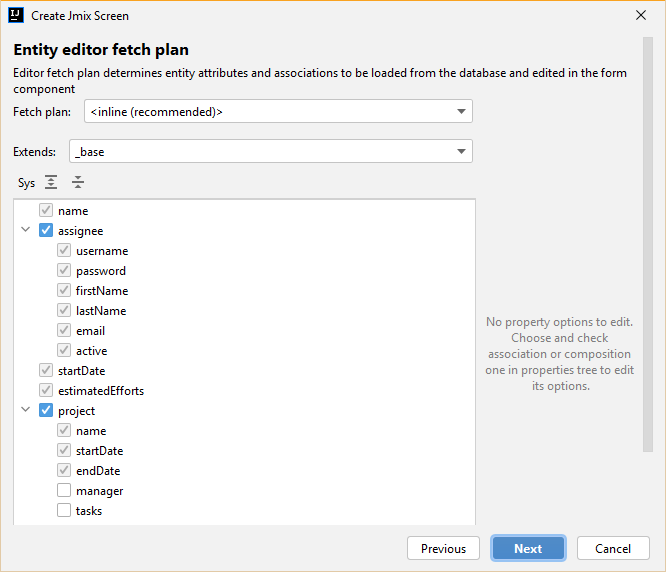 IJ Create Jmix Screen
Entity editor fetch plan
Editor fetch plan determines entity attributes and associations to be loaded from the database and edited in the form
component
Fetch plan: <inline (recommended)>
Extends: _base
Sys
name
assignee
username
password
firstName
lastName
email
active
startDate
estimatedEfforts
project
name
startDate
endDate
manager
tasks
No property options to edit.
Choose and check
association or composition
one in properties tree to edit
its options.
Previous Next Cancel